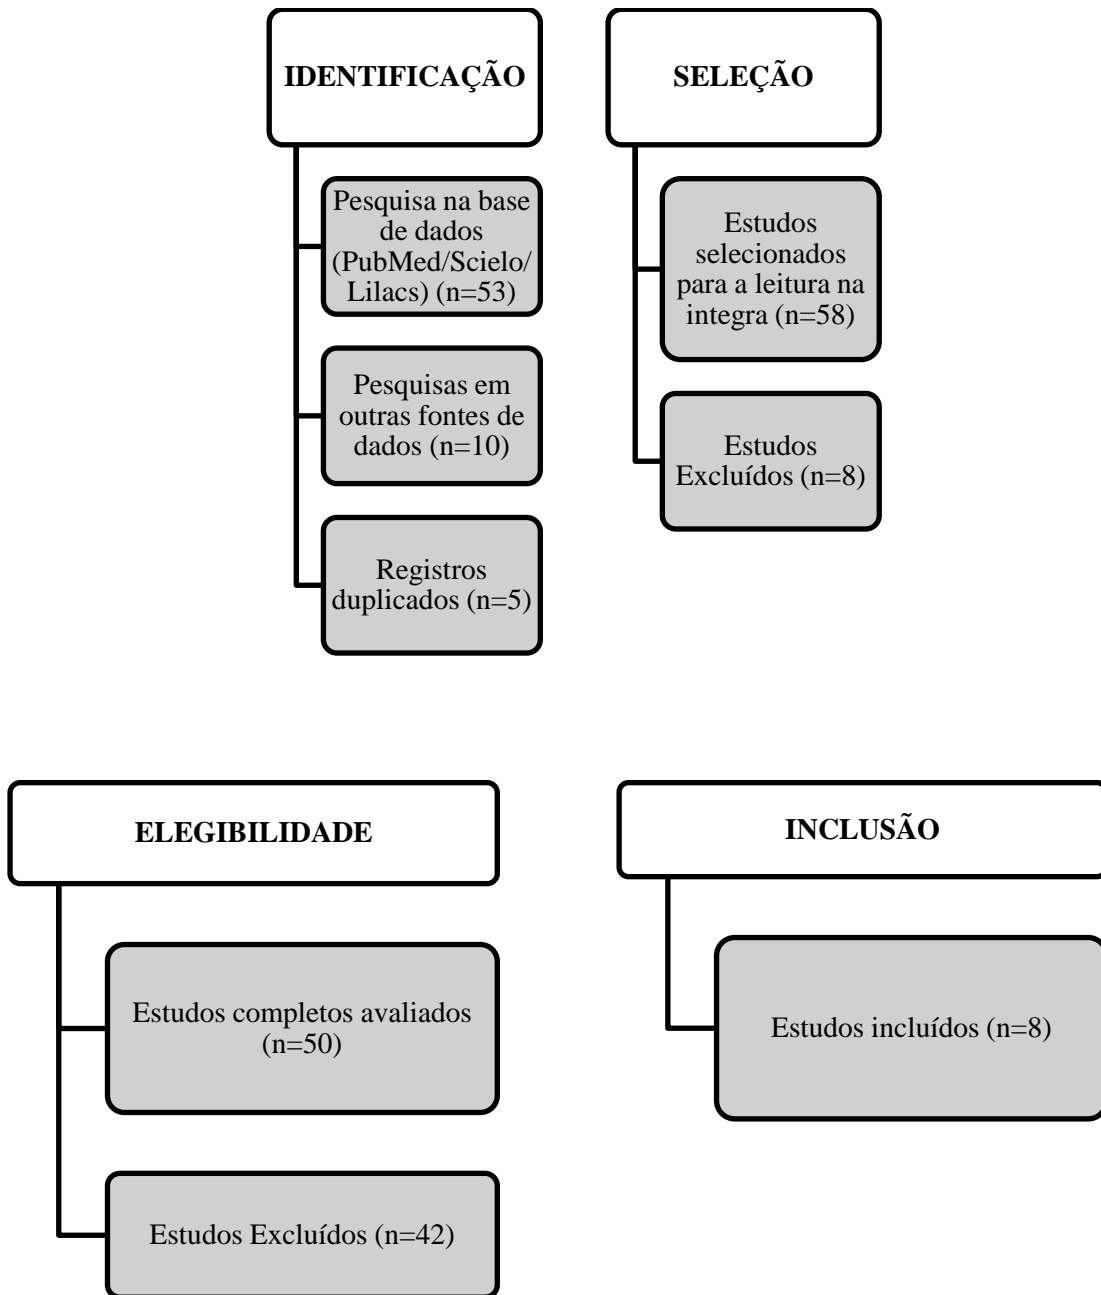 IDENTIFICAÇÃO
Pesquisa na base
de dados
(PubMed/Scielo/
Lilacs) (n=53)
Pesquisas em
outras fontes de
dados (n=10)
Registros
duplicados (n=5)
SELEÇÃO
Estudos
selecionados
para a leitura na
integra (n=58)
Estudos
Excluídos (n=8)
ELEGIBILIDADE
Estudos completos avaliados
(n=50)
Estudos Excluídos (n=42)
INCLUSÃO
Estudos incluídos (n=8)